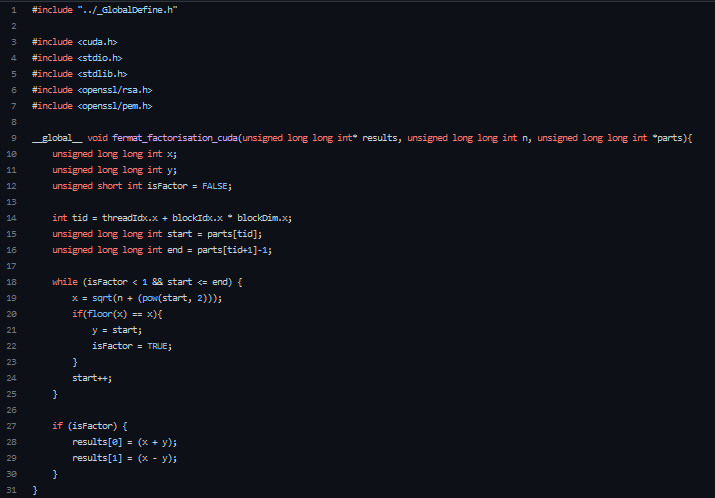 1 #include "../_GlobalDefine.h"
2
3 #include <cuda.h>
4 #include <stdio.h>
5 #include <stdlib.h>
6 #include <openssl/rsa.h>
7 #include <openssl/pem.h>
8
9 __global__ void fermat_factorisation_cuda(unsigned long long int* results, unsigned long long int n, unsigned long long int *parts){
10     unsigned long long int x;
11     unsigned long long int y;
12     unsigned short int isFactor = FALSE;
13
14     int tid = threadIdx.x + blockIdx.x * blockDim.x;
15     unsigned long long int start = parts[tid];
16     unsigned long long int end = parts[tid+1]-1;
17
18     while (isFactor < 1 && start <= end) {
19         x = sqrt(n + (pow(start, 2)));
20         if(floor(x) == x){
21             y = start;
22             isFactor = TRUE;
23         }
24         start++;
25     }
26
27     if (isFactor) {
28         results[0] = (x + y);
29         results[1] = (x - y);
30     }
31 }